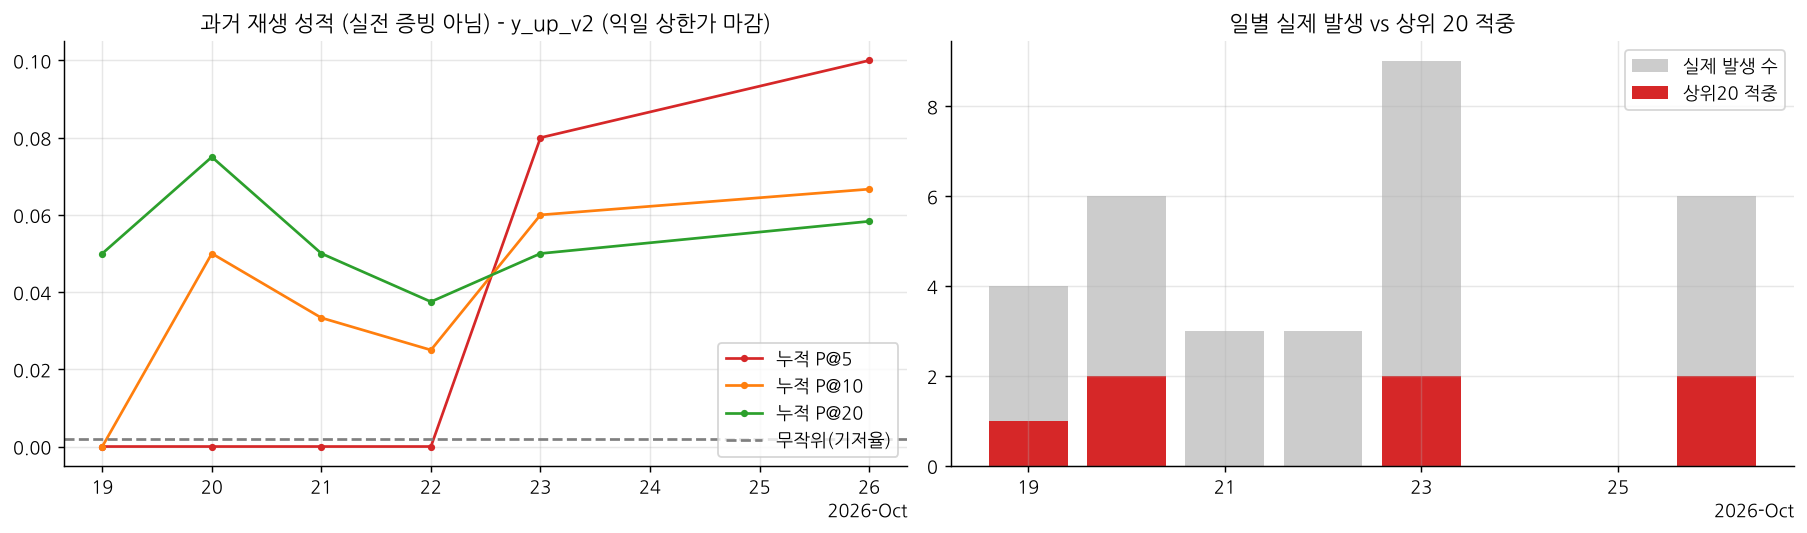 과거 재생 성적 (실전 증빙 아님) - y_up_v2 (익일 상한가 마감)
0.10
0.08
0.06
0.04
0.02
0.00
누적 P@5
누적 P@10
누적 P@20
무작위(기저율)
19 20 21 22 23 24 25 26
2026-Oct
일별 실제 발생 vs 상위 20 적중
실제 발생 수
상위20 적중
8
6
4
2
0
19 21 23 25
2026-Oct